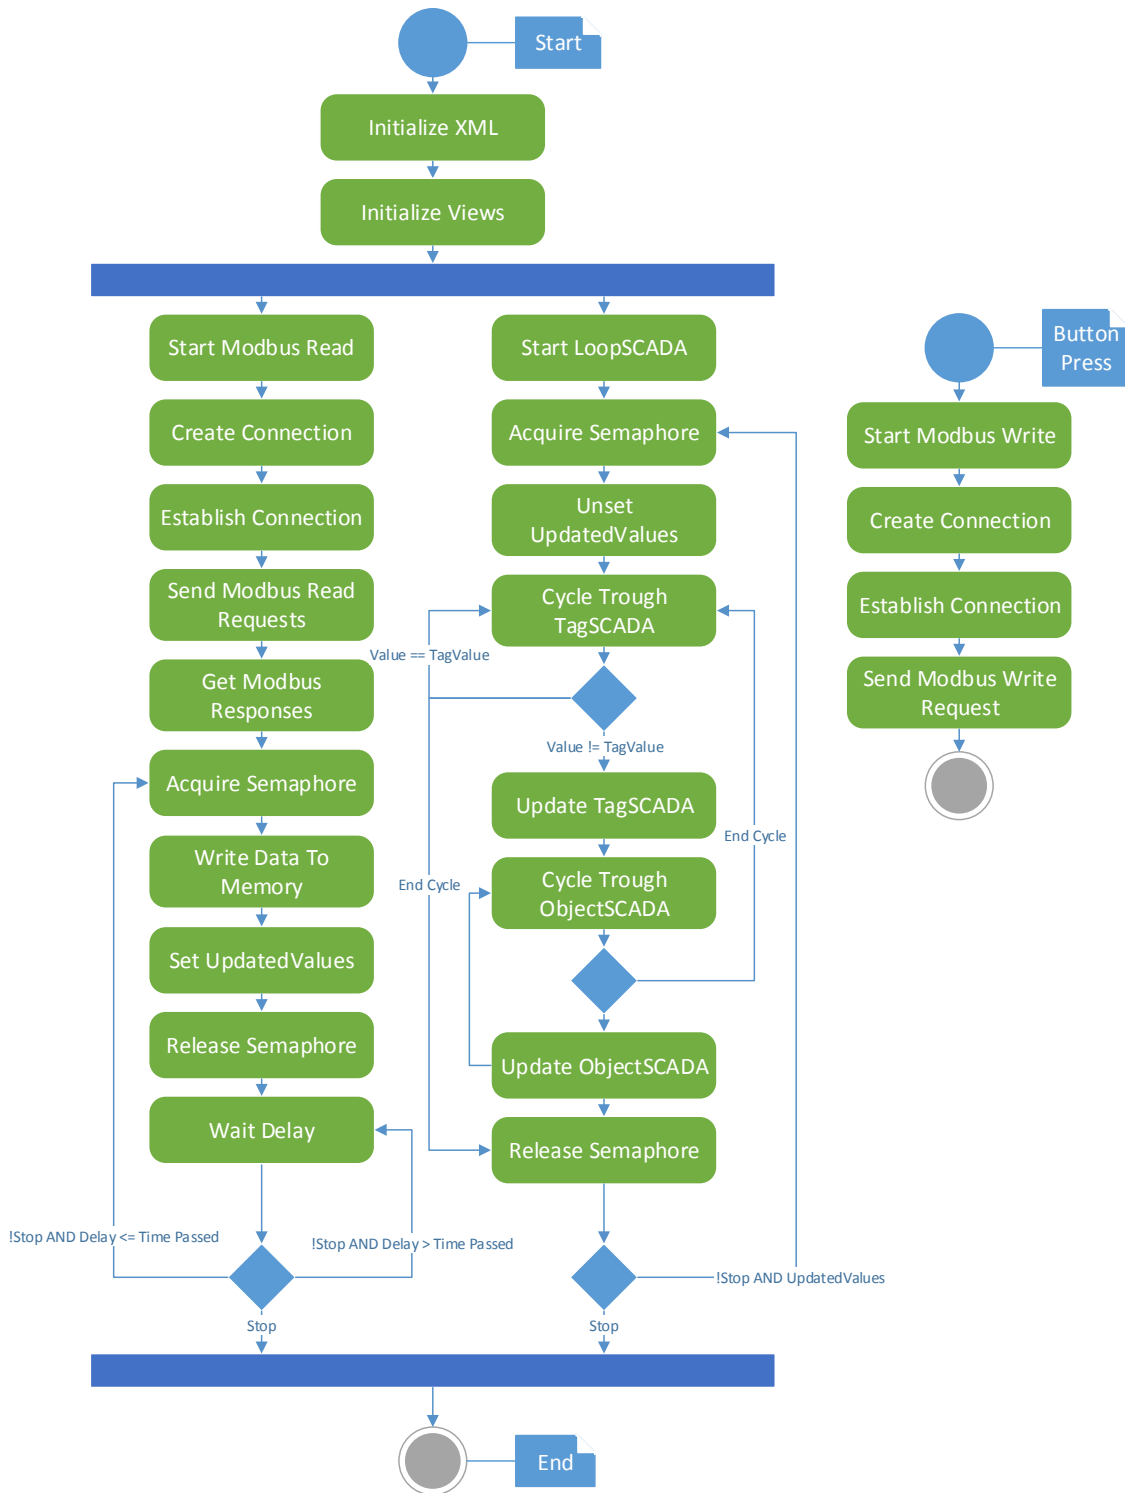 Start
Initialize XML
Initialize Views
Start Modbus Read
Create Connection
Establish Connection
Send Modbus Read
Requests
Get Modbus
Responses
Acquire Semaphore
Write Data To
Memory
Set UpdatedValues
Release Semaphore
Wait Delay
!Stop AND Delay <= Time Passed
!Stop AND Delay > Time Passed
Stop
Start LoopSCADA
Acquire Semaphore
Unset
UpdatedValues
Cycle Trough
TagSCADA
Value == TagValue
Value != TagValue
Update TagSCADA
End Cycle
Cycle Trough
ObjectSCADA
End Cycle
Update ObjectSCADA
Release Semaphore
!Stop AND UpdatedValues
Stop
End
Button
Press
Start Modbus Write
Create Connection
Establish Connection
Send Modbus Write
Request